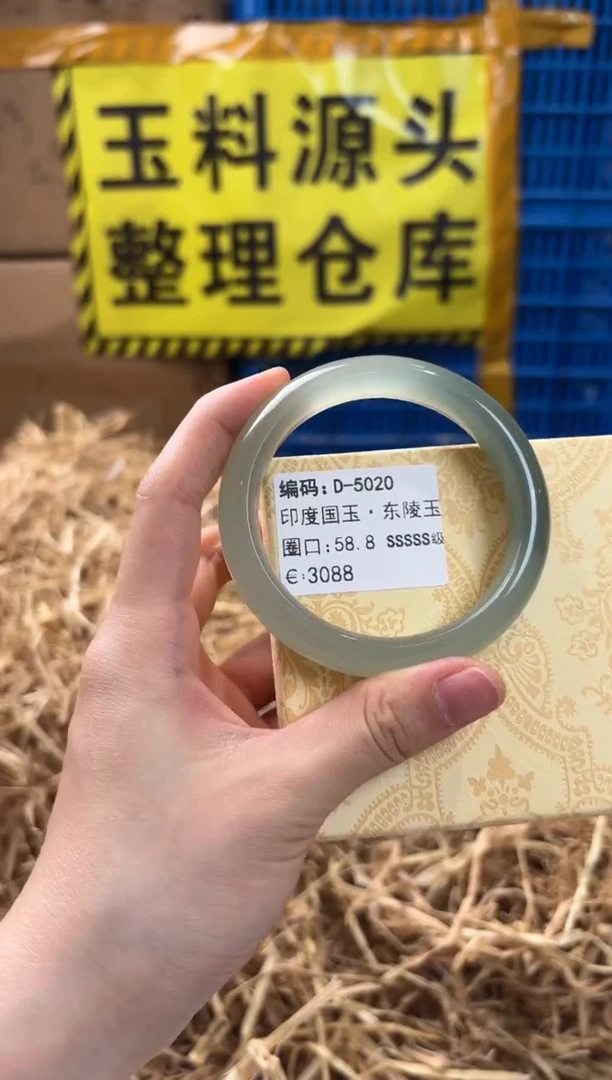 玉料源头
整理仓库
编码:D-5020
印度国玉·东陵玉
圈口:58.8 SSSSS级
€:3088